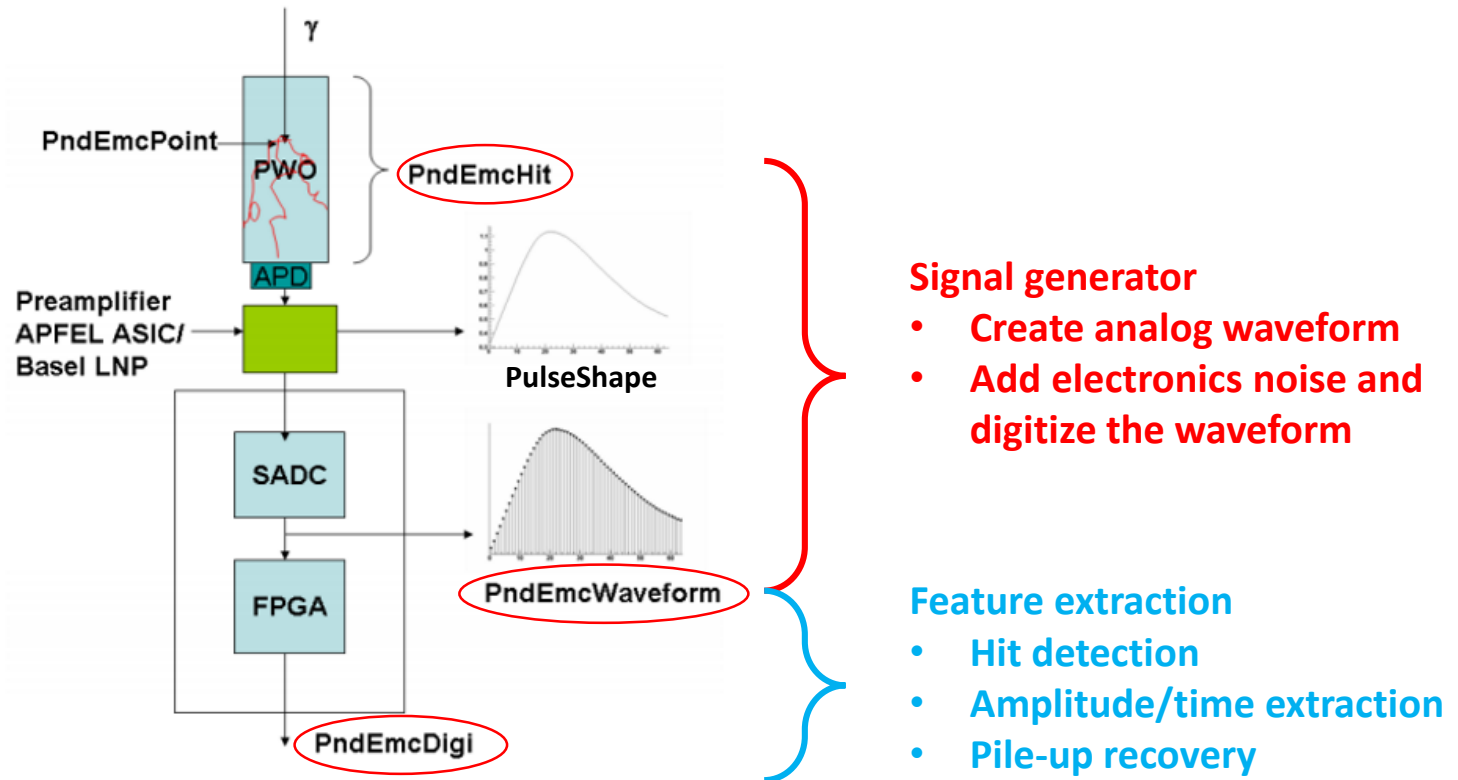 γ
PndEmcPoint
PWO
PndEmcHit
APD
Preamplifier
APFEL ASIC/
Basel LNP
PulseShape
SADC
FPGA
PndEmcWaveform
PndEmcDigi
Signal generator
• Create analog waveform
• Add electronics noise and
digitize the waveform
Feature extraction
• Hit detection
• Amplitude/time extraction
• Pile-up recovery